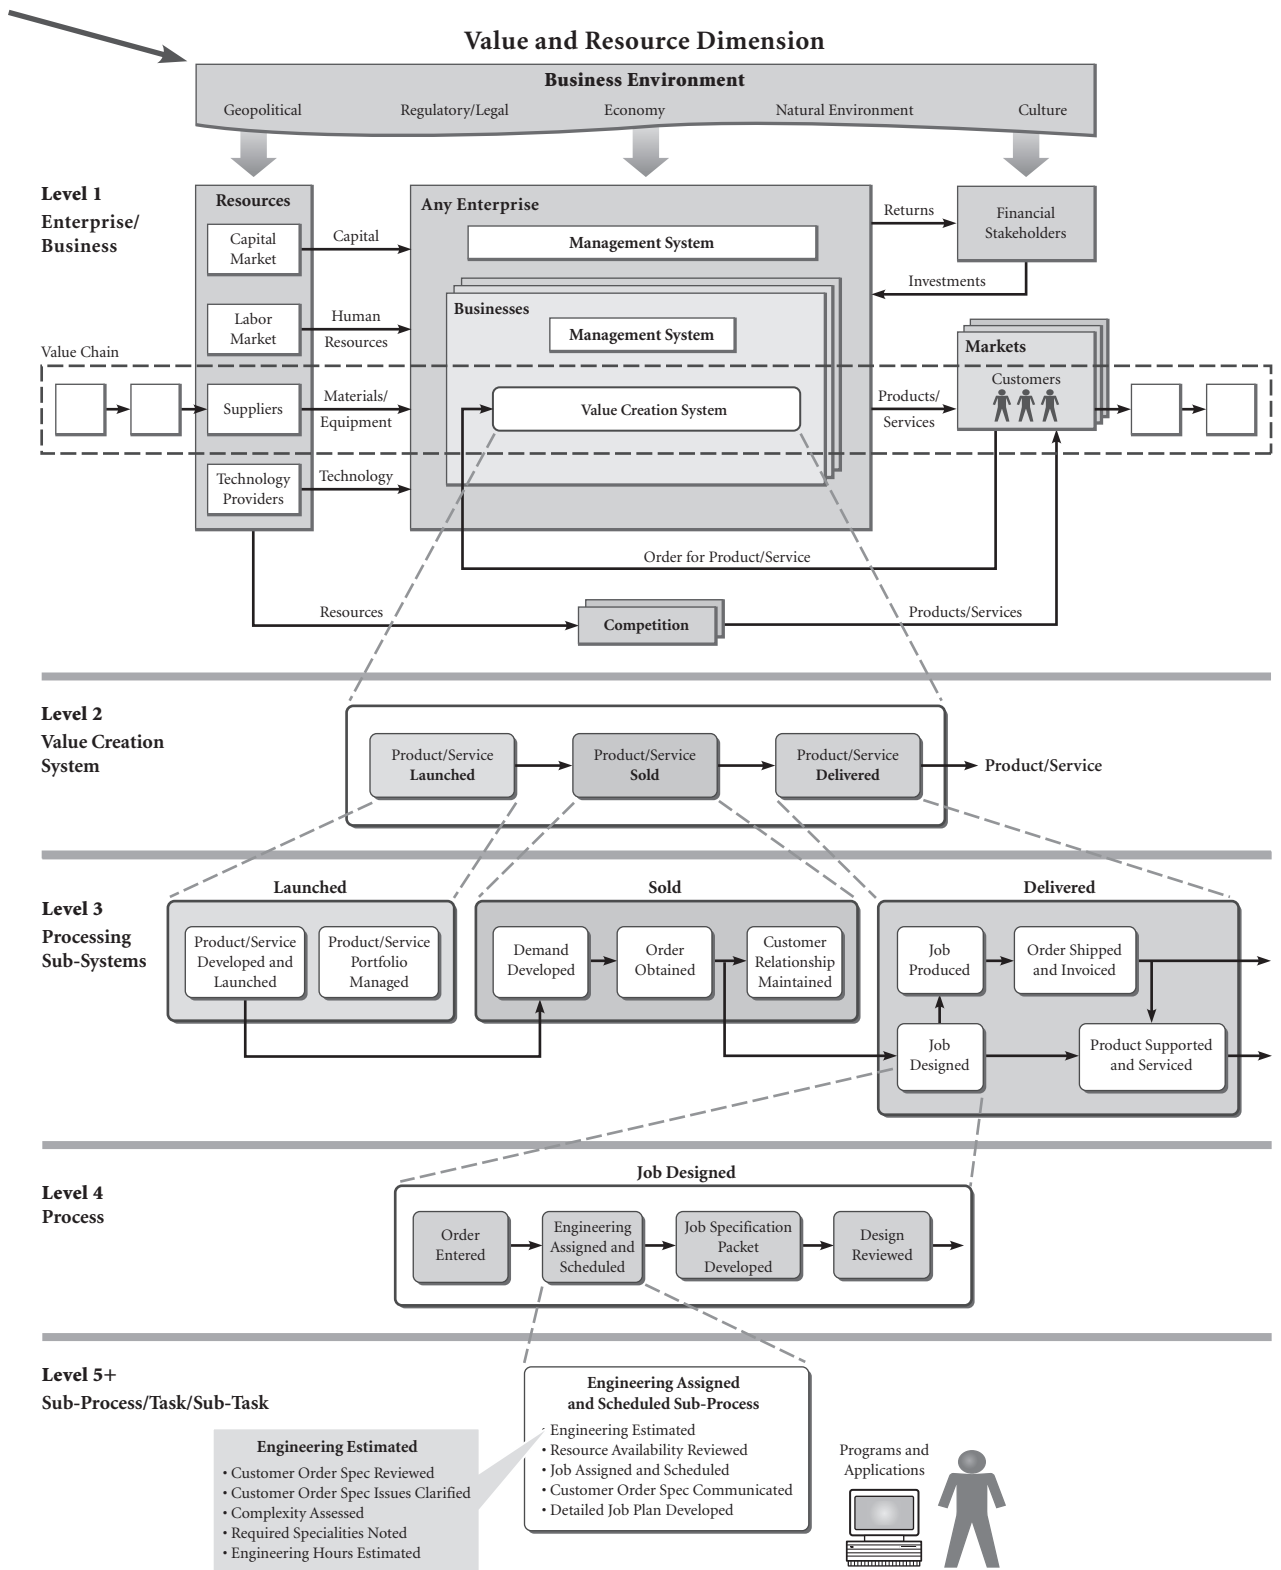 Value and Resource Dimension
Business Environment
Geopolitical
Regulatory/Legal
Economy
Natural Environment
Culture
Level 1
Enterprise/
Business
Resources
Capital
Market
Capital
Labor
Market
Human
Resources
Value Chain
Suppliers
Materials/
Equipment
Technology
Providers
Technology
Any Enterprise
Management System
Businesses
Management System
Value Creation System
Returns
Financial
Stakeholders
Investments
Markets
Customers
Products/
Services
Order for Product/Service
Resources
Competition
Products/Services
Level 2
Value Creation
System
Product/Service
Launched
Product/Service
Sold
Product/Service
Delivered
Product/Service
Level 3
Processing
Sub-Systems
Launched
Product/Service
Developed and
Launched
Product/Service
Portfolio
Managed
Sold
Demand
Developed
Order
Obtained
Customer
Relationship
Maintained
Delivered
Job
Produced
Order Shipped
and Invoiced
Job
Designed
Product Supported
and Serviced
Level 4
Process
Job Designed
Order
Entered
Engineering
Assigned and
Scheduled
Job Specification
Packet
Developed
Design
Reviewed
Level 5+
Sub-Process/Task/Sub-Task
Engineering Estimated
• Customer Order Spec Reviewed
• Customer Order Spec Issues Clarified
• Complexity Assessed
• Required Specialities Noted
• Engineering Hours Estimated
Engineering Assigned
and Scheduled Sub-Process
• Engineering Estimated
• Resource Availability Reviewed
• Job Assigned and Scheduled
• Customer Order Spec Communicated
• Detailed Job Plan Developed
Programs and
Applications